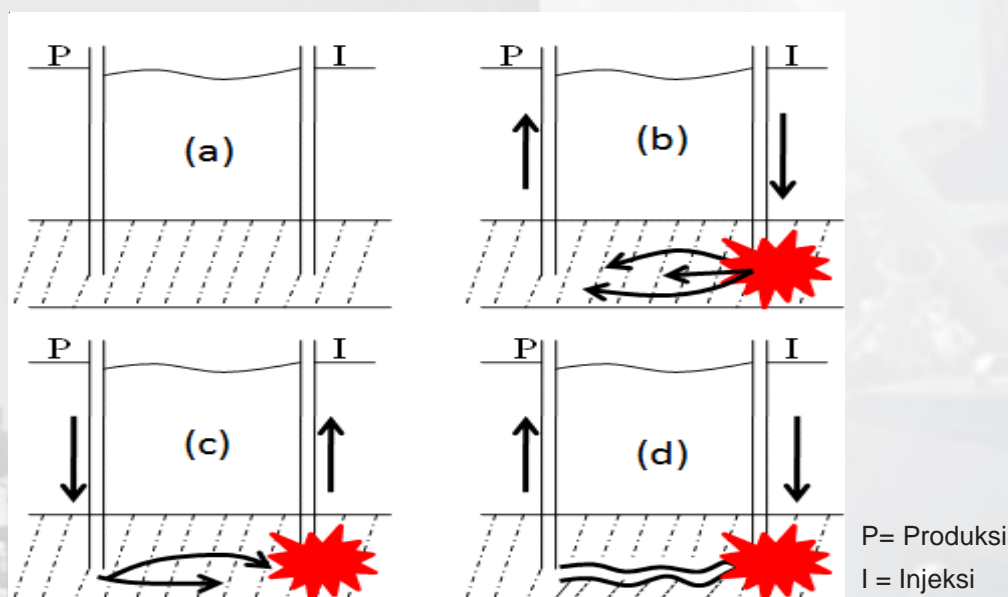 P I P I
(a) (b)
P I P I
(c) (d)
P= Produksi
I = Injeksi